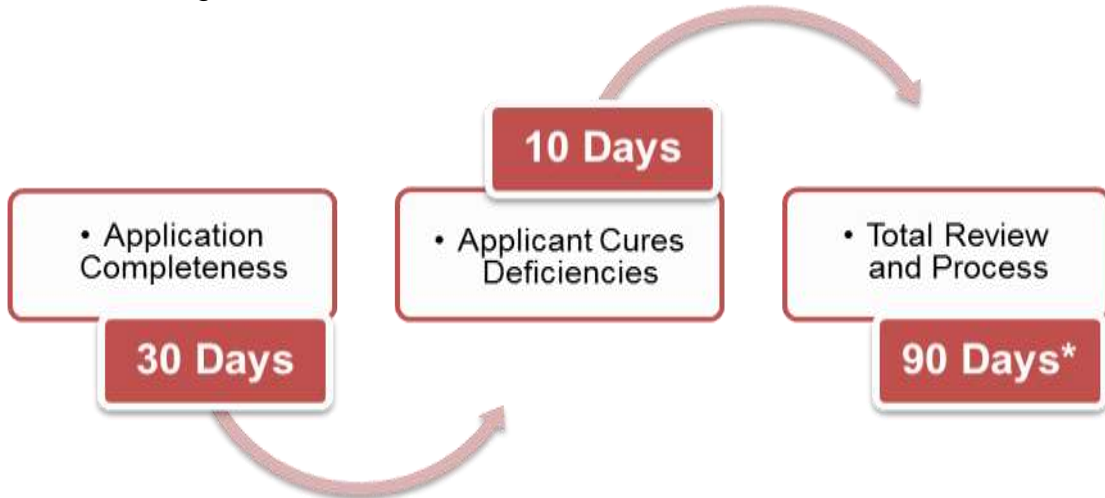 • Application
Completeness
30 Days
10 Days
• Applicant Cures
Deficiencies
• Total Review
and Process
90 Days*